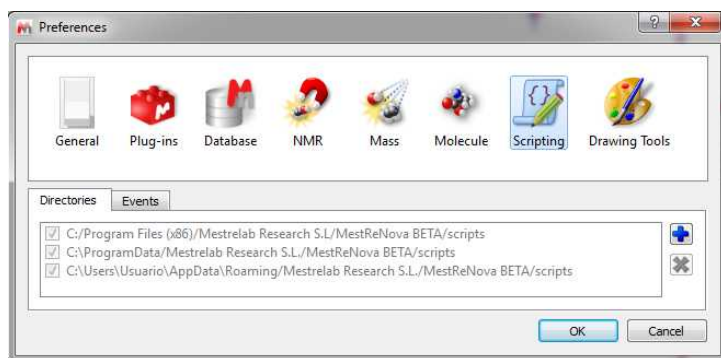 Preferences
General Plug-ins Database NMR Mass Molecule Scripting Drawing Tools
Directories Events
C:/Program Files (x86)/Mestrelab Research S.L/MestReNova BETA/scripts
C:\ProgramData/Mestrelab Research S.L./MestReNova BETA/scripts
C:\Users\Usuario\AppData\Roaming/Mestrelab Research S.L./MestReNova BETA/scripts
OK Cancel